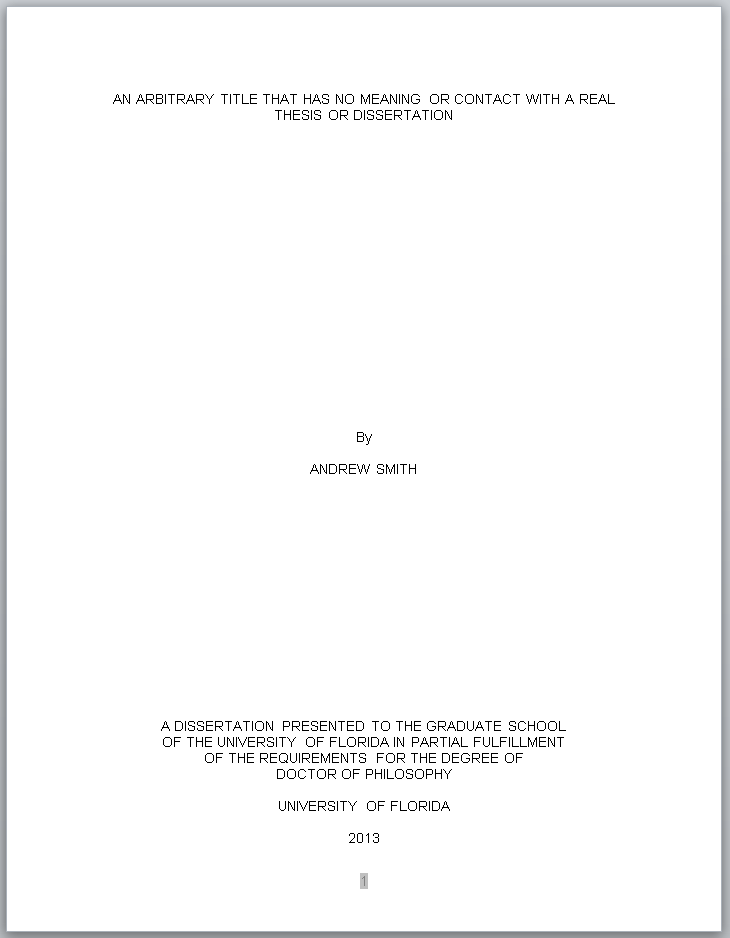 AN ARBITRARY TITLE THAT HAS NO MEANING OR CONTACT WITH A REAL
THESIS OR DISSERTATION
By
ANDREW SMITH
A DISSERTATION PRESENTED TO THE GRADUATE SCHOOL
OF THE UNIVERSITY OF FLORIDA IN PARTIAL FULFILLMENT
OF THE REQUIREMENTS FOR THE DEGREE OF
DOCTOR OF PHILOSOPHY
UNIVERSITY OF FLORIDA
2013
1